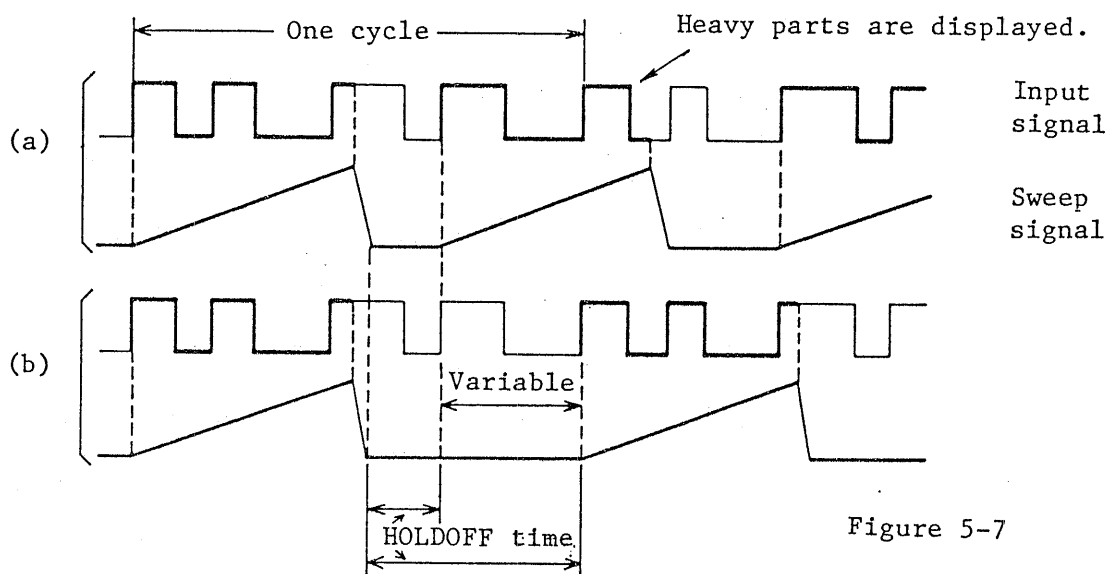 One cycle
Heavy parts are displayed.
(a)
Input
signal
Sweep
signal
(b)
Variable
HOLDOFF time
Figure 5-7